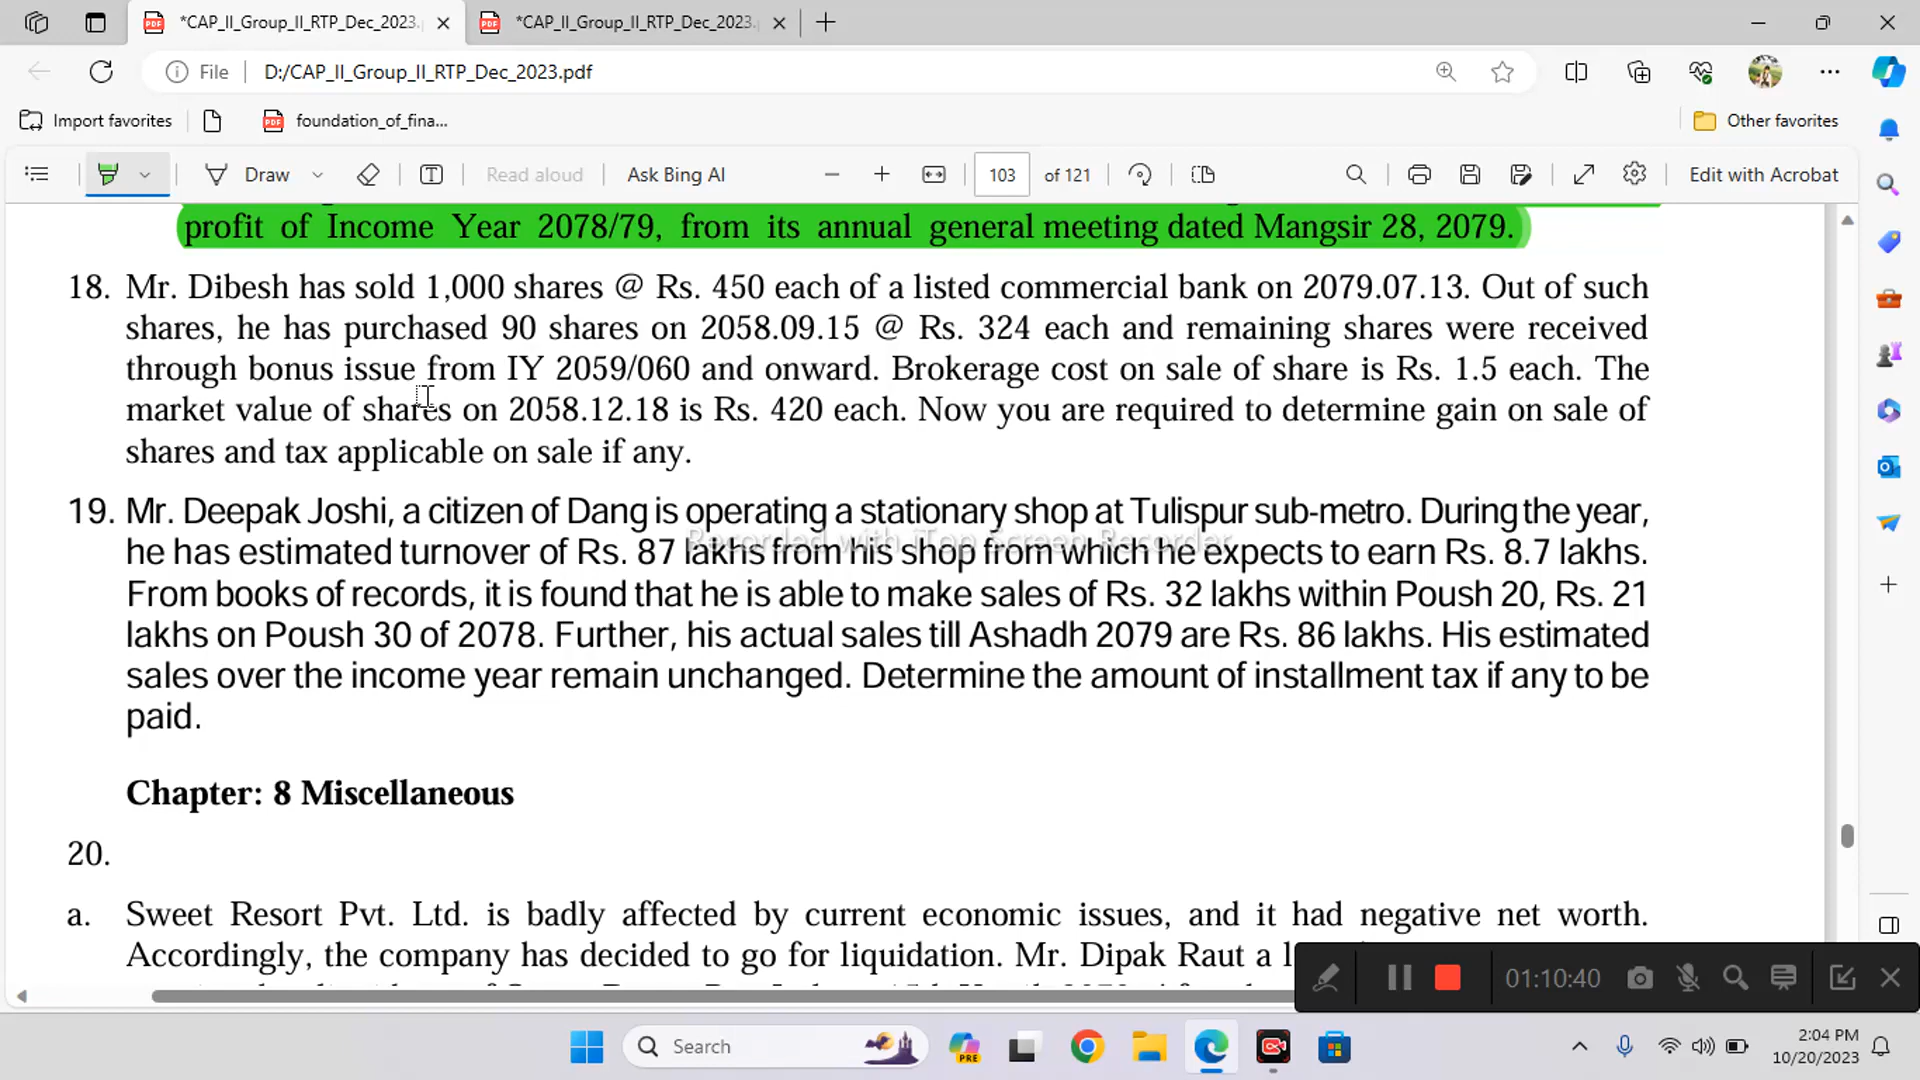 *CAP_II_Group_II_RTP_Dec_2023.
*CAP_II_Group_II_RTP_Dec_2023.
File
D:/CAP_II_Group_II_RTP_Dec_2023.pdf
Import favorites
foundation_of_fina...
Other favorites
Draw
Read aloud
Ask Bing AI
103 of 121
Edit with Acrobat
profit of Income Year 2078/79, from its annual general meeting dated Mangsir 28, 2079.
18. Mr. Dibesh has sold 1,000 shares @ Rs. 450 each of a listed commercial bank on 2079.07.13. Out of such
shares, he has purchased 90 shares on 2058.09.15 @ Rs. 324 each and remaining shares were received
through bonus issue from IY 2059/060 and onward. Brokerage cost on sale of share is Rs. 1.5 each. The
market value of shares on 2058.12.18 is Rs. 420 each. Now you are required to determine gain on sale of
shares and tax applicable on sale if any.
19. Mr. Deepak Joshi, a citizen of Dang is operating a stationary shop at Tulispur sub-metro. During the year,
Recorded with iTop Screen Recorder
he has estimated turnover of Rs. 87 lakhs from his shop from which he expects to earn Rs. 8.7 lakhs.
From books of records, it is found that he is able to make sales of Rs. 32 lakhs within Poush 20, Rs. 21
lakhs on Poush 30 of 2078. Further, his actual sales till Ashadh 2079 are Rs. 86 lakhs. His estimated
sales over the income year remain unchanged. Determine the amount of installment tax if any to be
paid.
Chapter: 8 Miscellaneous
20.
a. Sweet Resort Pvt. Ltd. is badly affected by current economic issues, and it had negative net worth.
Accordingly, the company has decided to go for liquidation. Mr. Dipak Raut a
01:10:40
Search
PRE
2:04 PM
10/20/2023